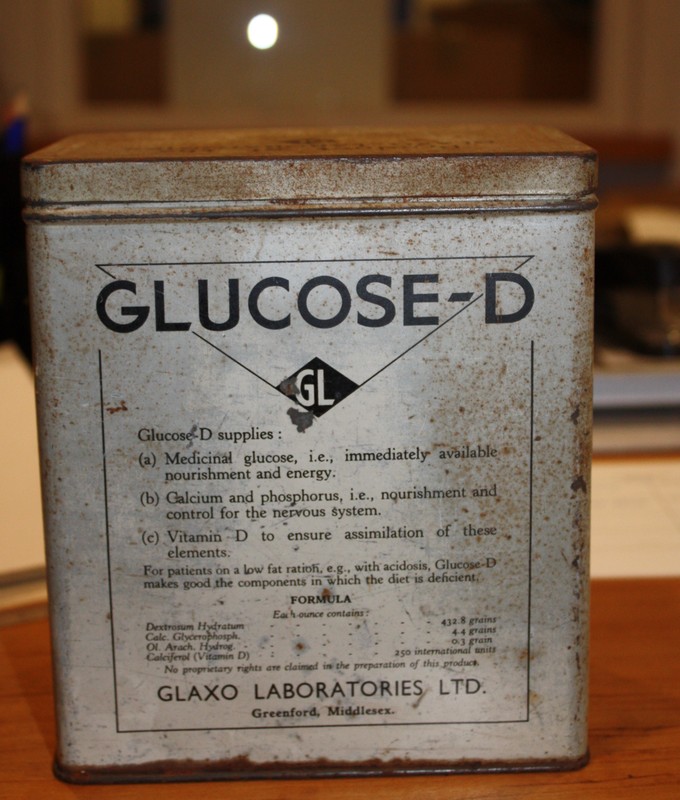 GLUCOSE-D
GL
Glucose-D supplies :
(a) Medicinal glucose, i.e., immediately available
nourishment and energy.
(b) Calcium and phosphorus, i.e., nourishment and
control for the nervous system.
(c) Vitamin D to ensure assimilation of these
elements.
For patients on a low fat ration, e.g., with acidosis, Glucose-D
makes good the components in which the diet is deficient.
FORMULA
Each ounce contains :
Dextrosum Hydratum 432.8 grains
Calc. Glycerophosph. 4.4 grains
Ol. Arach. Hydrog. 0.3 grain
Calciferol (Vitamin D) 250 international units
No proprietary rights are claimed in the preparation of this product.
GLAXO LABORATORIES LTD.
Greenford, Middlesex.